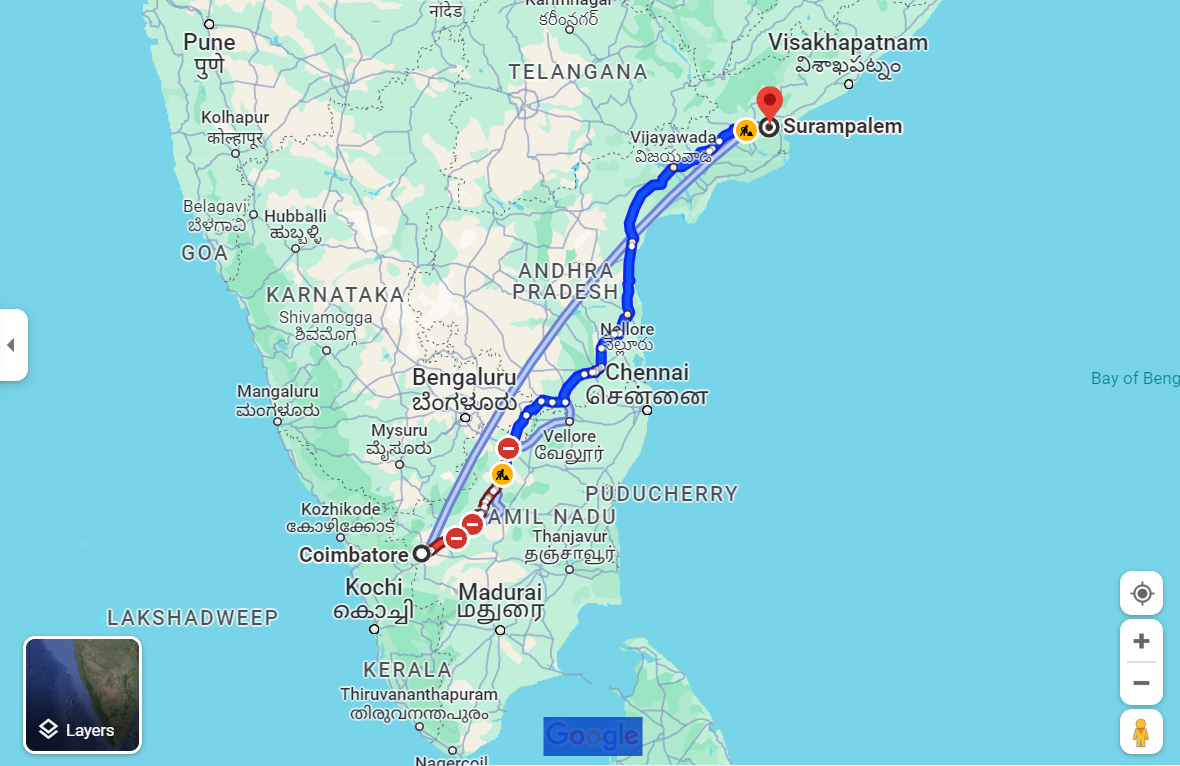 नांदेड
Karimnagar
కరీంనగర్
Pune
पुणे
Visakhapatnam
విశాఖపట్నం
TELANGANA
Kolhapur
कोल्हापूर
Vijayawada
విజయవాడ
Surampalem
Belagavi
ಬೆಳಗಾವಿ
Hubballi
ಹುಬ್ಬಳ್ಳಿ
GOA
ANDHRA
PRADESH
KARNATAKA
Shivamogga
ಶಿವಮೊಗ್ಗ
Nellore
నెల్లూరు
Bengaluru
ಬೆಂಗಳೂರು
Chennai
சென்னை
Bay of Beng
Mangaluru
ಮಂಗಳೂರು
Mysuru
ಮೈಸೂರು
Vellore
வேலூர்
PUDUCHERRY
Kozhikode
കോഴിക്കോട്
TAMIL NADU
Thanjavur
தஞ்சாவூர்
Coimbatore
Kochi
കൊച്ചി
Madurai
மதுரை
LAKSHADWEEP
KERALA
Thiruvananthapuram
തിരുവനന്തപുരം
Layers
Google
Nagercoil